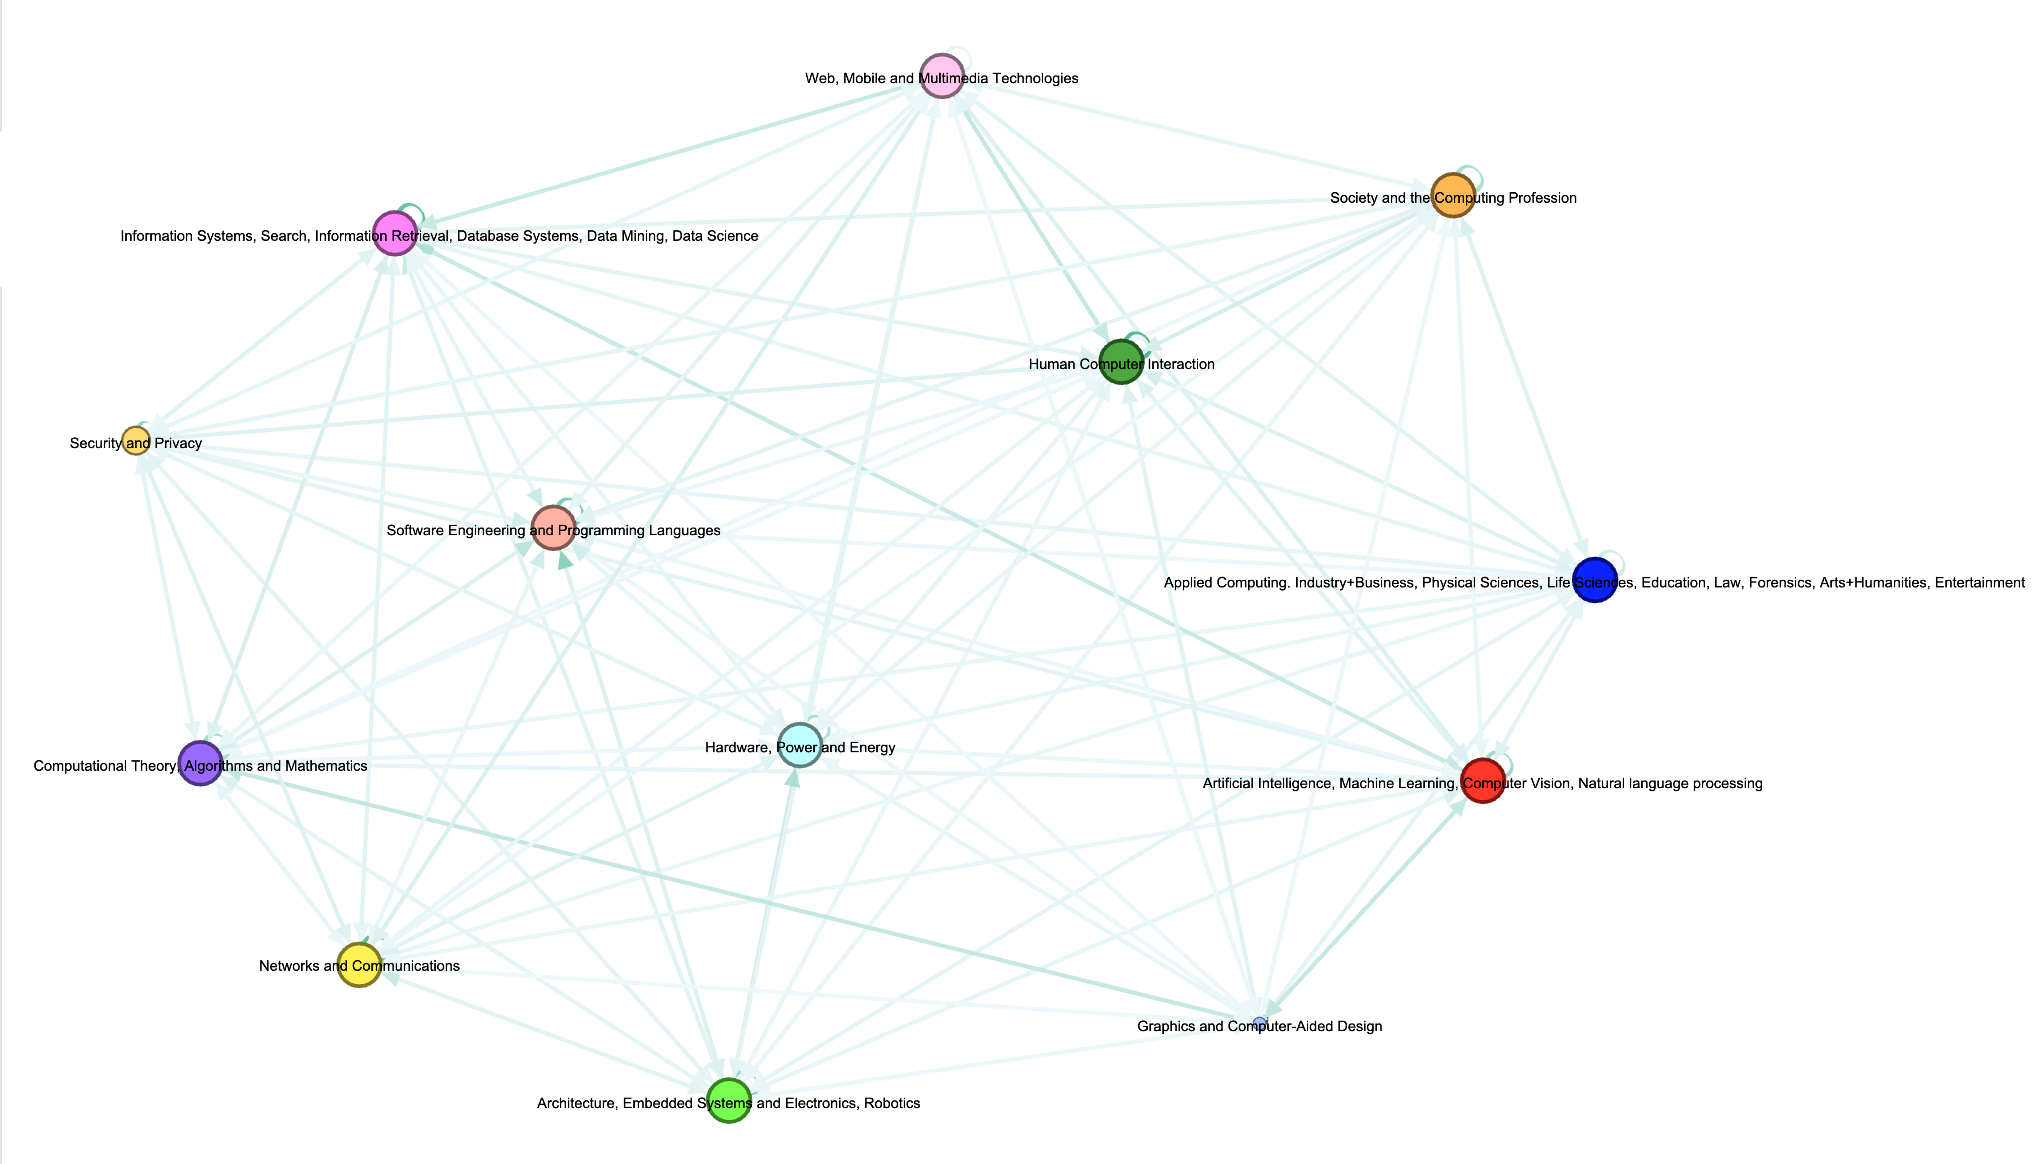 Web, Mobile and Multimedia Technologies
Society and the Computing Profession
Information Systems, Search, Information Retrieval, Database Systems, Data Mining, Data Science
Human Computer Interaction
Security and Privacy
Software Engineering and Programming Languages
Applied Computing. Industry+Business, Physical Sciences, Life Sciences, Education, Law, Forensics, Arts+Humanities, Entertainment
Hardware, Power and Energy
Computational Theory, Algorithms and Mathematics
Artificial Intelligence, Machine Learning, Computer Vision, Natural language processing
Networks and Communications
Graphics and Computer-Aided Design
Architecture, Embedded Systems and Electronics, Robotics